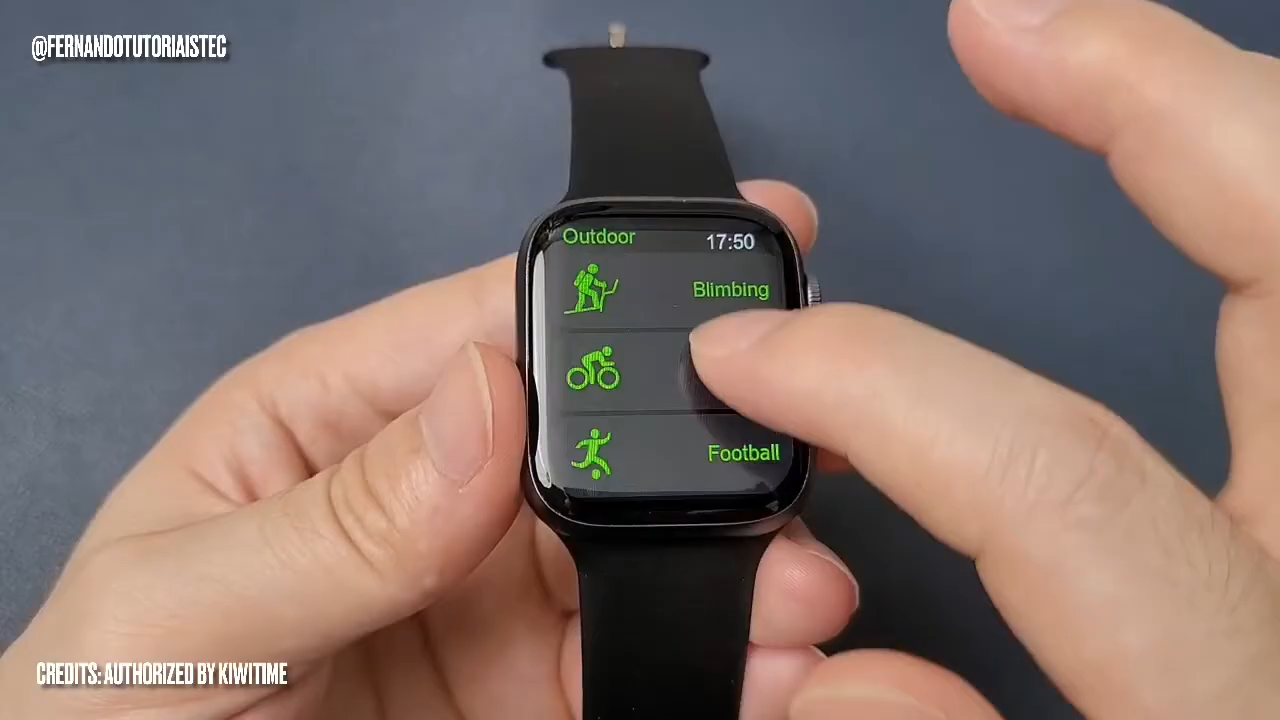 @FERNANDOTUTORIAISTEC
Outdoor
17:50
Blimbing
Football
CREDITS: AUTHORIZED BY KIWITIME